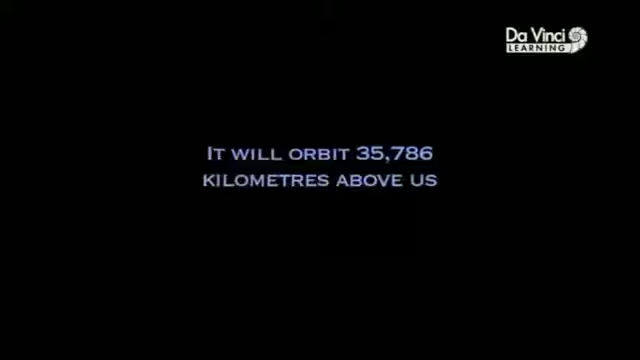 Da Vinci
LEARNING
IT WILL ORBIT 35,786
KILOMETRES ABOVE US